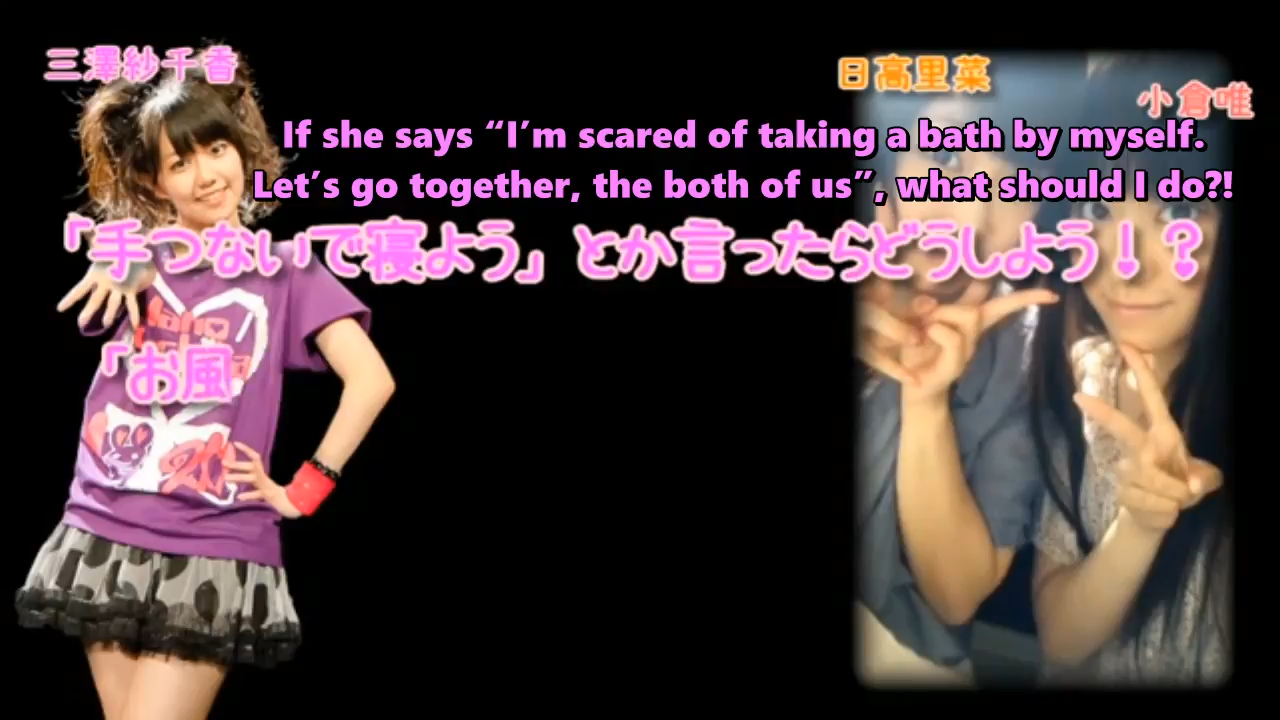 三澤紗千香
日高里菜
小倉唯
If she says “I’m scared of taking a bath by myself.
Let’s go together, the both of us”, what should I do?!
「手つないで寝よう」とか言ったらどうしよう！？
「お風